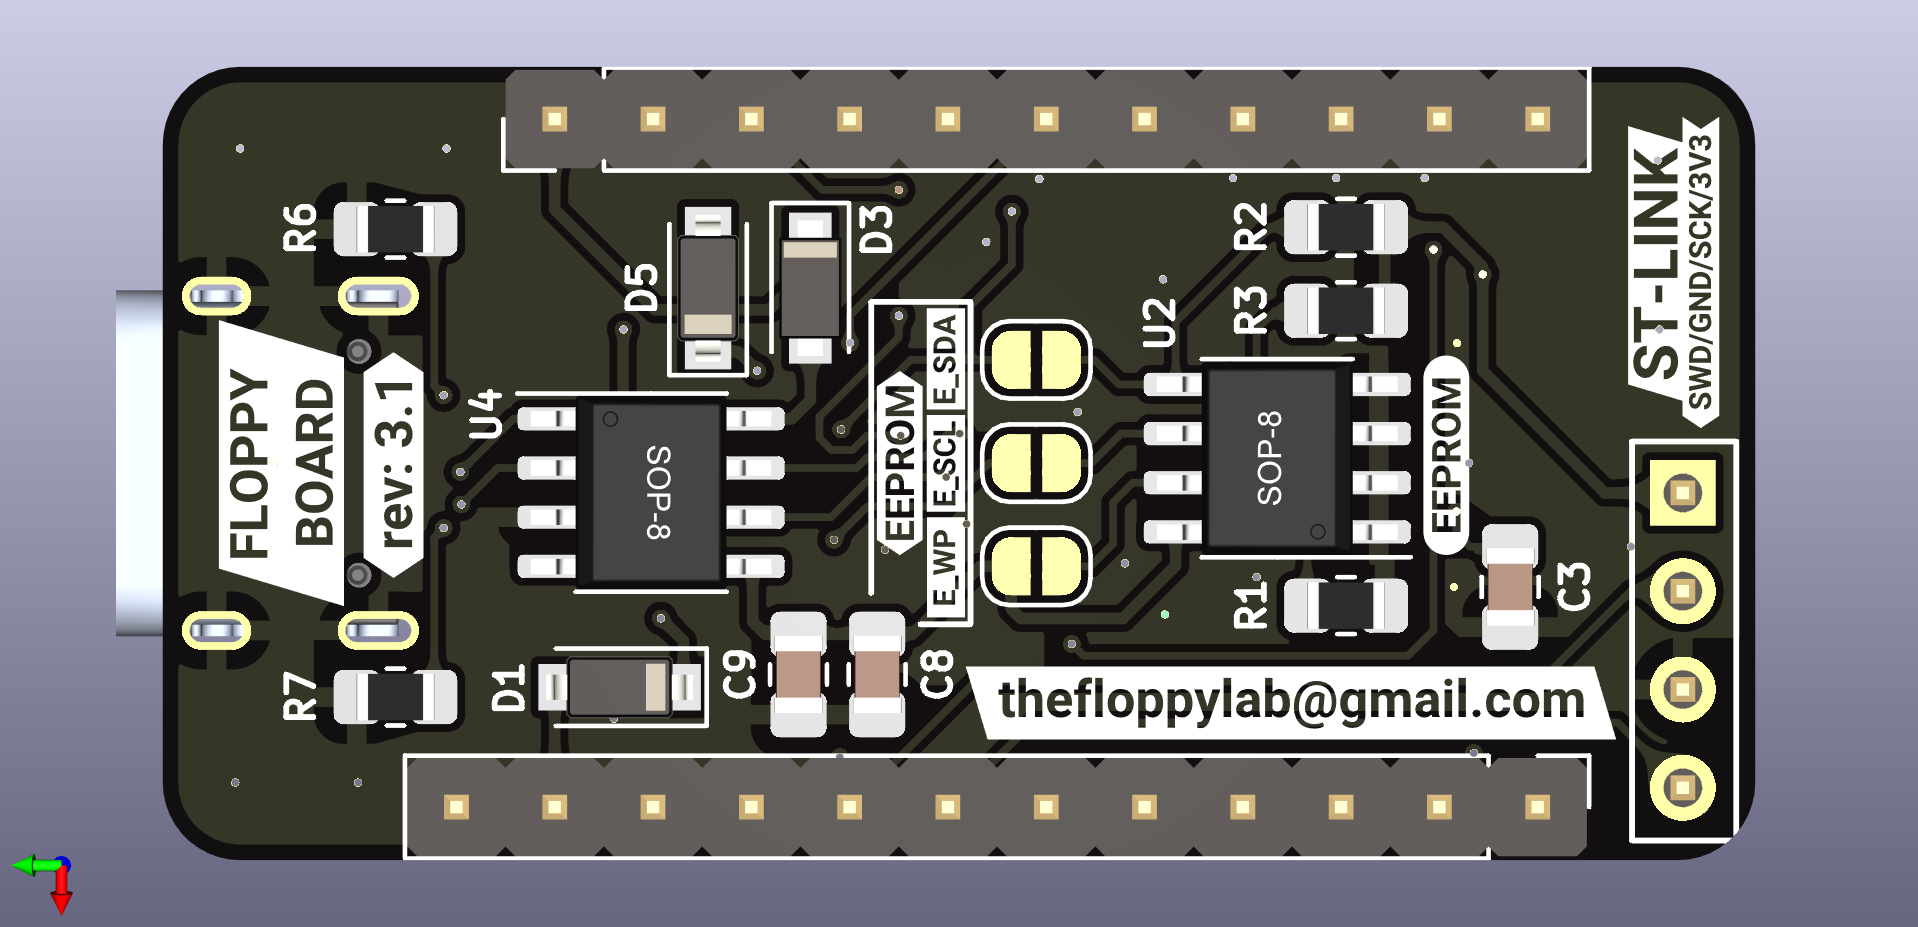 FLOPPY
BOARD
rev: 3.1
R6
R7
U4
SOP-8
D5
D3
D1
C9
C8
EEPROM
E_SDA
E_SCL
E_WP
U2
SOP-8
R2
R3
R1
EEPROM
C3
ST-LINK
SWD/GND/SCK/3V3
thefloppylab@gmail.com